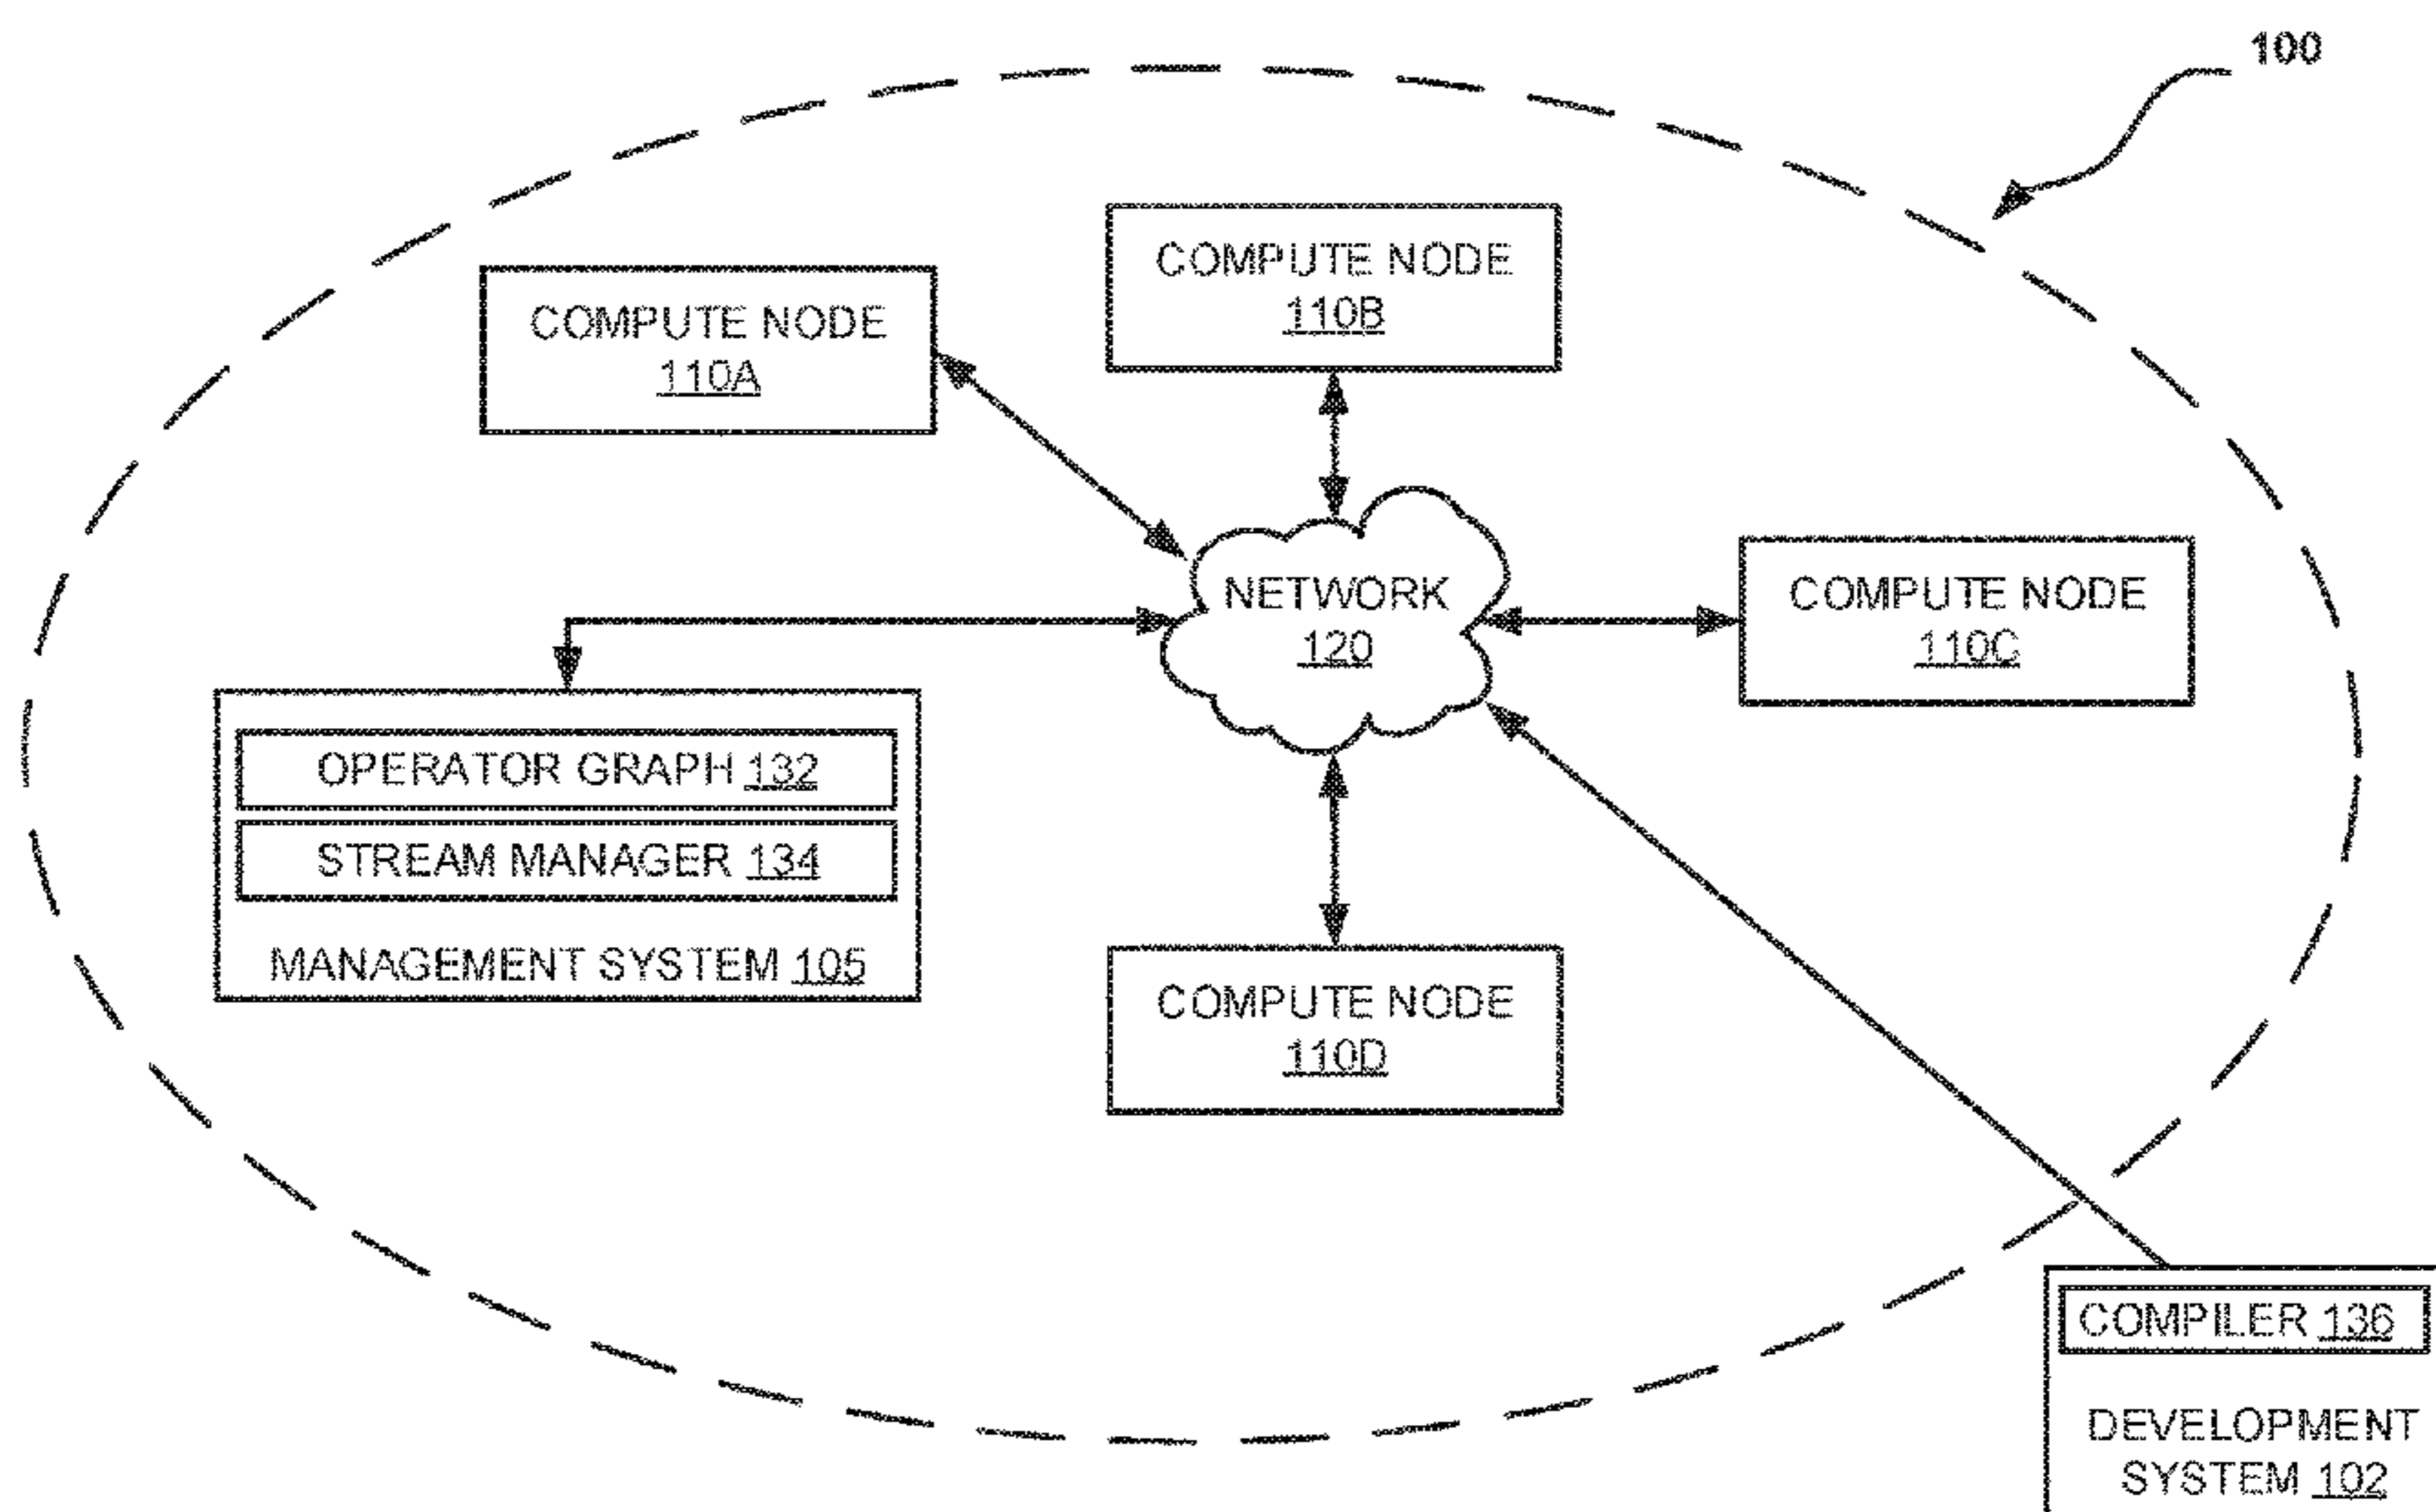 100
COMPUTE NODE
110B
COMPUTE NODE
110A
NETWORK
120
COMPUTE NODE
110C
OPERATOR GRAPH 132
STREAM MANAGER 134
MANAGEMENT SYSTEM 105
COMPUTE NODE
110D
COMPILER 136
DEVELOPMENT
SYSTEM 102